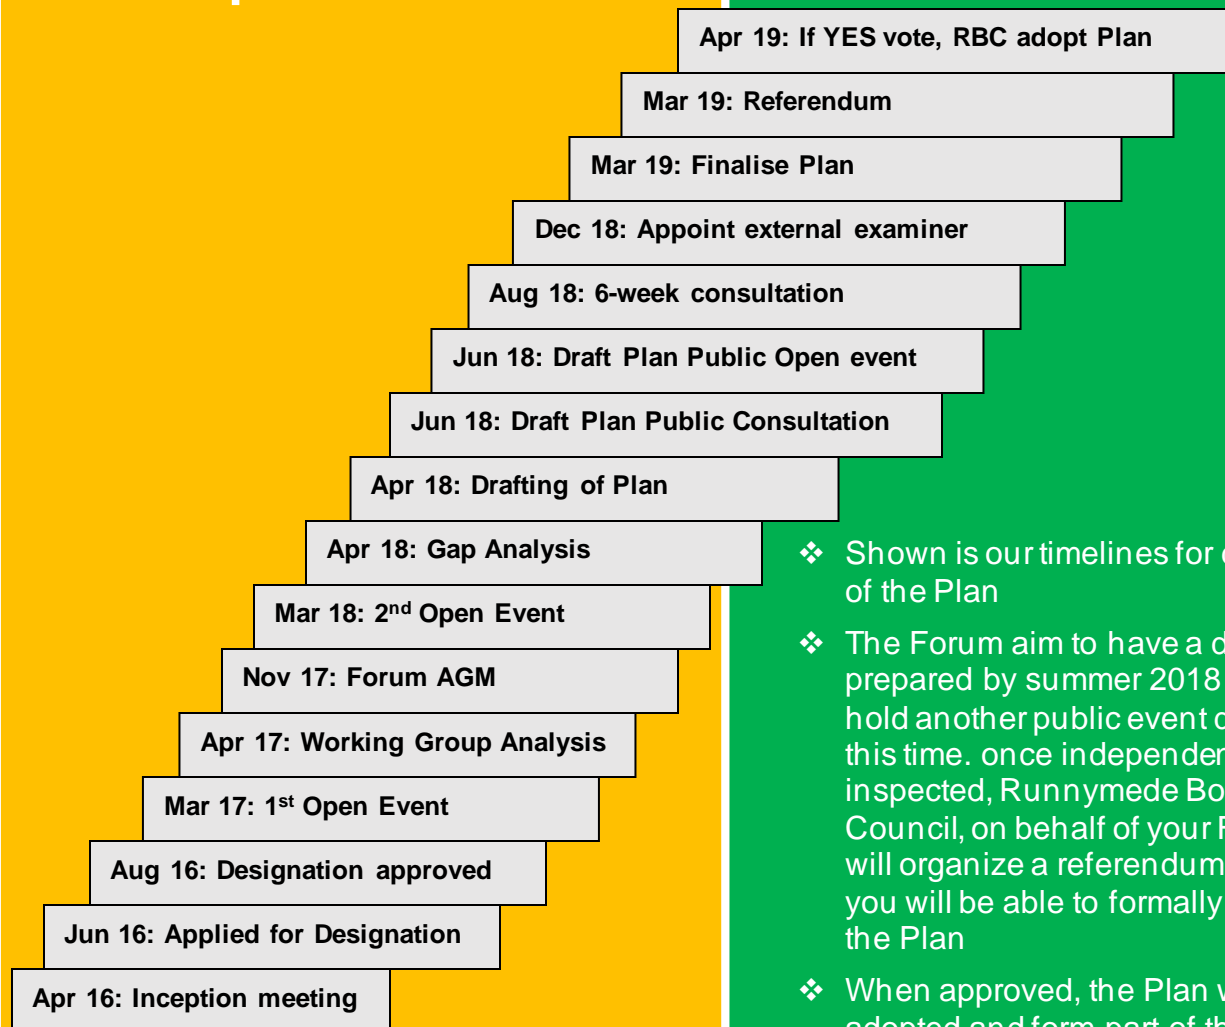 Apr 19: If YES vote, RBC adopt Plan
Mar 19: Referendum
Mar 19: Finalise Plan
Dec 18: Appoint external examiner
Aug 18: 6-week consultation
Jun 18: Draft Plan Public Open event
Jun 18: Draft Plan Public Consultation
Apr 18: Drafting of Plan
Apr 18: Gap Analysis
Mar 18: 2nd Open Event
Nov 17: Forum AGM
Apr 17: Working Group Analysis
Mar 17: 1st Open Event
Aug 16: Designation approved
Jun 16: Applied for Designation
Apr 16: Inception meeting
❖ Shown is our timelines for
of the Plan
❖ The Forum aim to have a
prepared by summer 2018
hold another public event
this time. once
inspected, Runnymede
Council, on behalf of your
will organize a referendum
you will be able to formally
the Plan
❖ When approved, the Plan
adopted and form part of